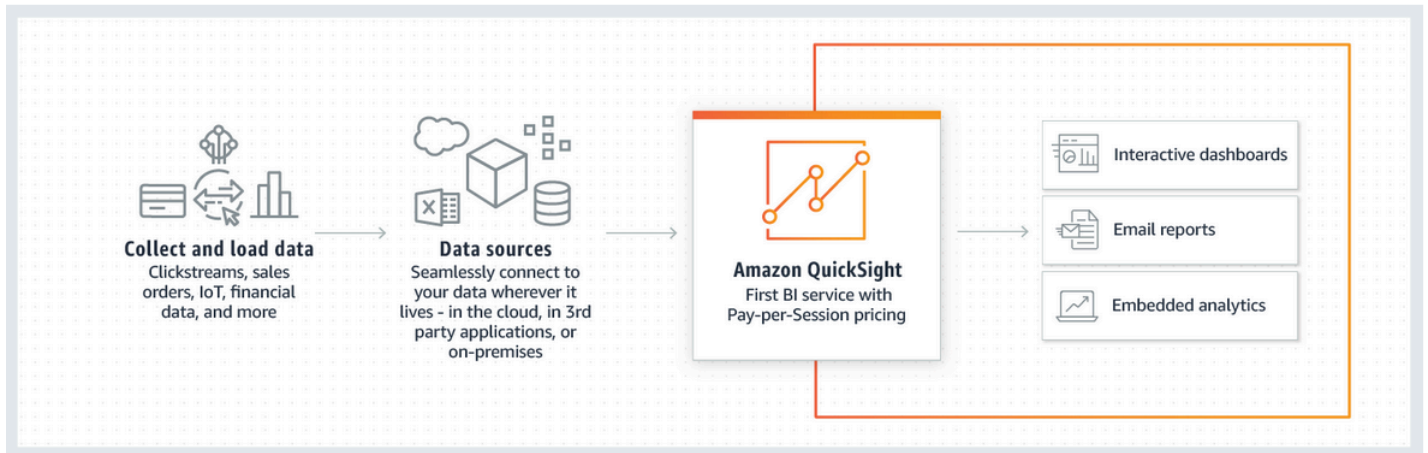 Collect and load data
Clickstreams, sales
orders, IoT, financial
data, and more
Data sources
Seamlessly connect to
your data wherever it
lives - in the cloud, in 3rd
party applications, or
on-premises
Amazon QuickSight
First BI service with
Pay-per-Session pricing
Interactive dashboards
Email reports
Embedded analytics